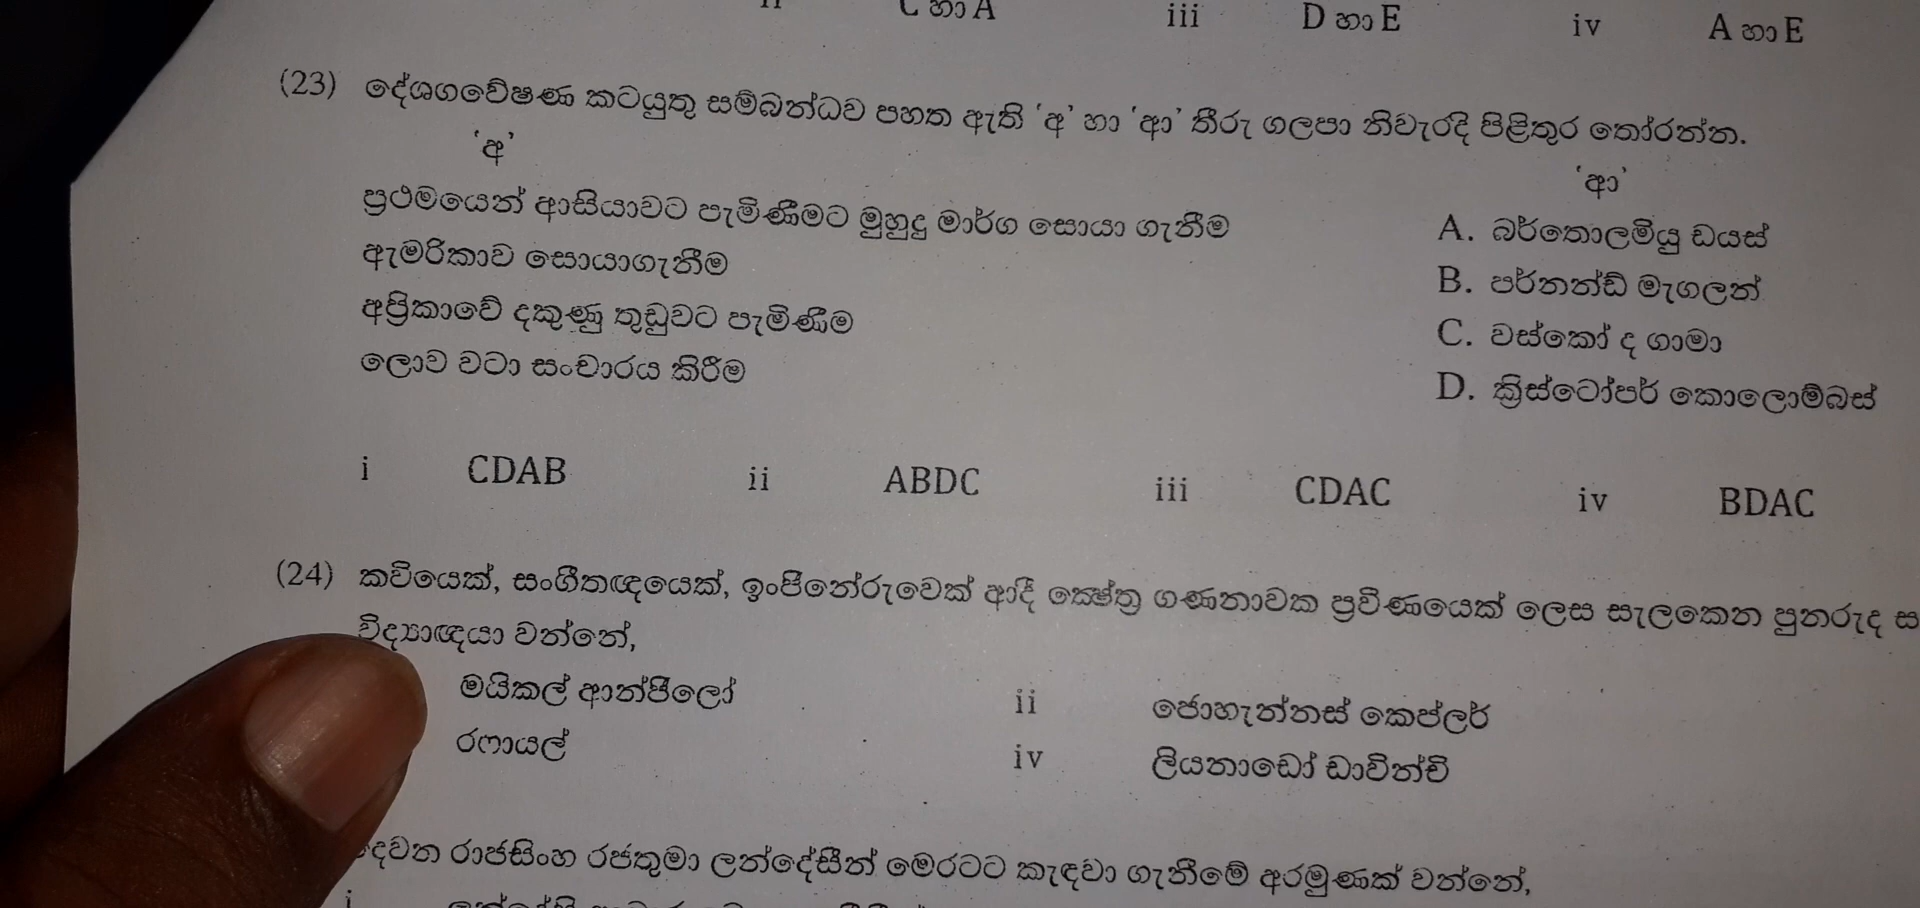 ii C හා A iii D හා E iv A හා E
(23) දේශගවේෂණ කටයුතු සම්බන්ධව පහත ඇති ‘අ’ හා ‘ආ’ තීරු ගලපා නිවැරදි පිළිතුර තෝරන්න.
‘අ’ ‘ආ’
ප්‍රථමයෙන් ආසියාවට පැමිණීමට මුහුදු මාර්ග සොයා ගැනීම A. බර්තොලමියු ඩයස්
ඇමරිකාව සොයාගැනීම B. පර්නන්ඩ් මැගලන්
අප්‍රිකාවේ දකුණු තුඩුවට පැමිණීම C. වස්කෝ ද ගාමා
ලොව වටා සංචාරය කිරීම D. ක්‍රිස්ටෝපර් කොලොම්බස්
i CDAB ii ABDC iii CDAC iv BDAC
(24) කවියෙක්, සංගීතඥයෙක්, ඉංජිනේරුවෙක් ආදී ක්‍ෂේත්‍ර ගණනාවක ප්‍රවිණයෙක් ලෙස සැලකෙන පුනරුද ස
විද්‍යාඥයා වන්නේ,
මයිකල් ආන්ජීලෝ ii ජොහැන්නස් කෙප්ලර්
රෆායල් iv ලියනාඩෝ ඩාවින්චි
දෙවන රාජසිංහ රජතුමා ලන්දේසීන් මෙරටට කැඳවා ගැනීමේ අරමුණක් වන්නේ,
i